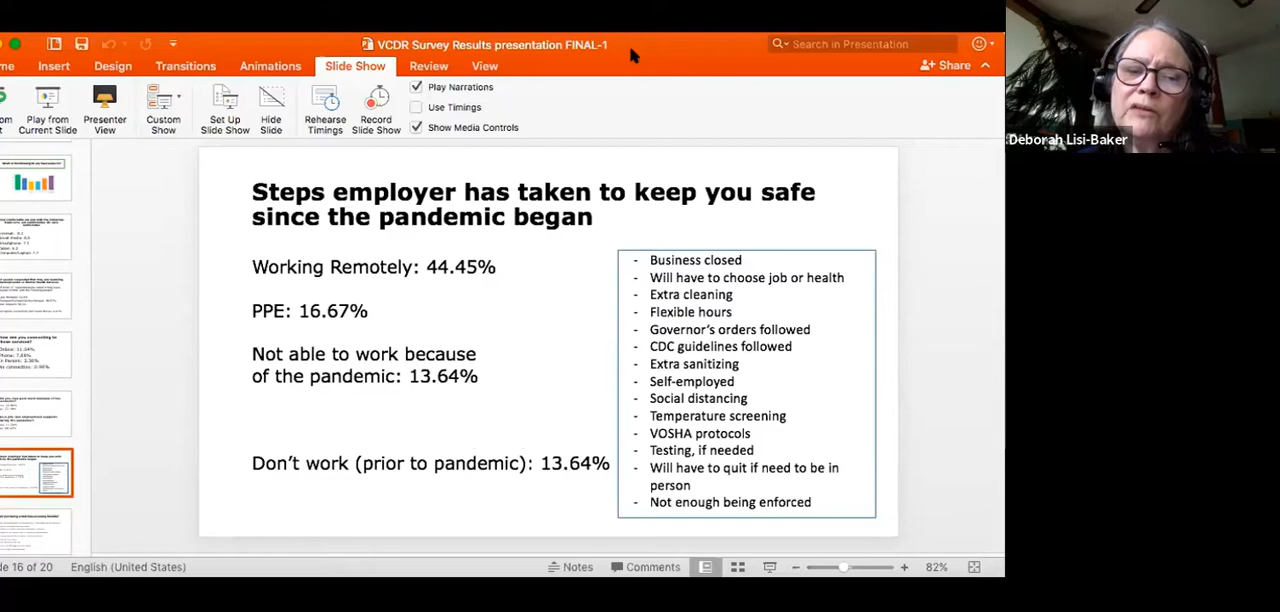 VCDR Survey Results presentation FINAL-1
Search in Presentation
Insert
Design
Transitions
Animations
Slide Show
Review
View
Share
Play from
Current Slide
Presenter
View
Custom
Show
Set Up
Slide Show
Hide
Slide
Rehearse
Timings
Record
Slide Show
Play Narrations
Use Timings
Show Media Controls
Deborah Lisi-Baker
Steps employer has taken to keep you safe
since the pandemic began
Working Remotely: 44.45%
PPE: 16.67%
Not able to work because
of the pandemic: 13.64%
Don't work (prior to pandemic): 13.64%
- Business closed
- Will have to choose job or health
- Extra cleaning
- Flexible hours
- Governor's orders followed
- CDC guidelines followed
- Extra sanitizing
- Self-employed
- Social distancing
- Temperature screening
- VOSHA protocols
- Testing, if needed
- Will have to quit if need to be in
person
- Not enough being enforced
de 16 of 20
English (United States)
Notes
Comments
82%